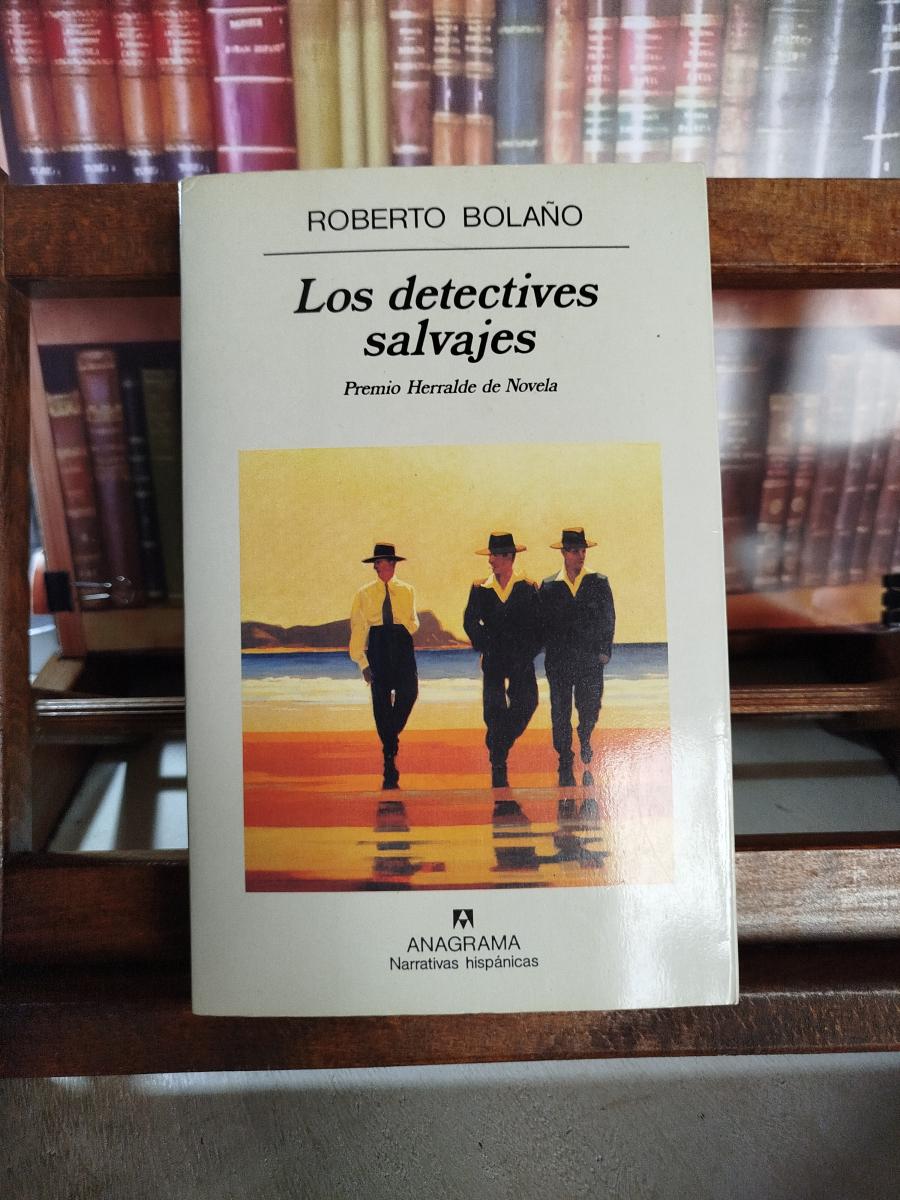 ROBERTO BOLAÑO
Los detectives
salvajes
Premio Herralde de Novela
ANAGRAMA
Narrativas hispánicas